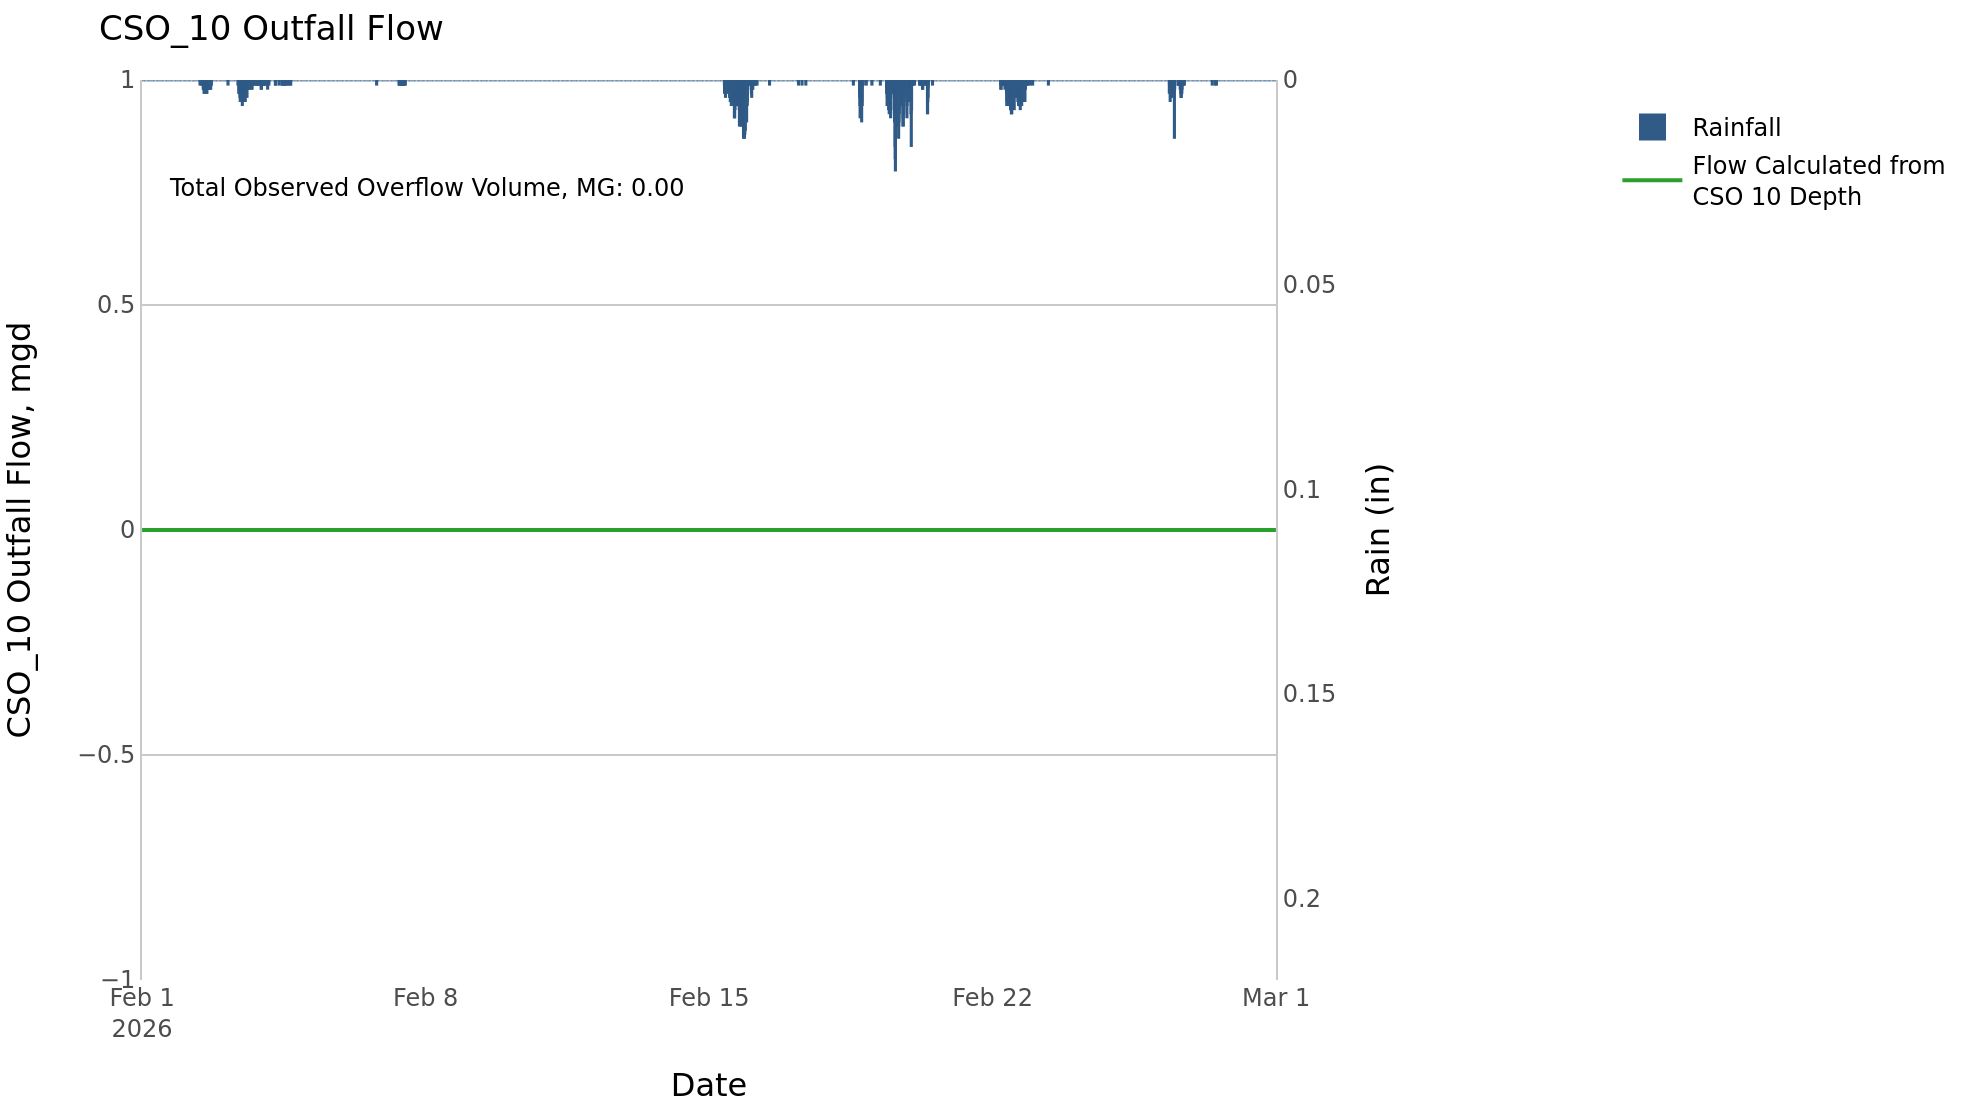 CSO_10 Outfall Flow
1
0.5
0
−0.5
−1
CSO_10 Outfall Flow, mgd
Total Observed Overflow Volume, MG: 0.00
0
0.05
0.1
0.15
0.2
Rain (in)
Feb 1
2026
Feb 8
Feb 15
Feb 22
Mar 1
Date
Rainfall
Flow Calculated from
CSO 10 Depth